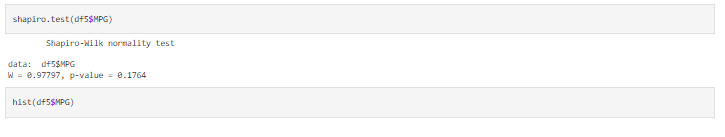 shapiro.test(df5$MPG)
Shapiro-Wilk normality test
data: df5$MPG
W = 0.97797, p-value = 0.1764
hist(df5$MPG)